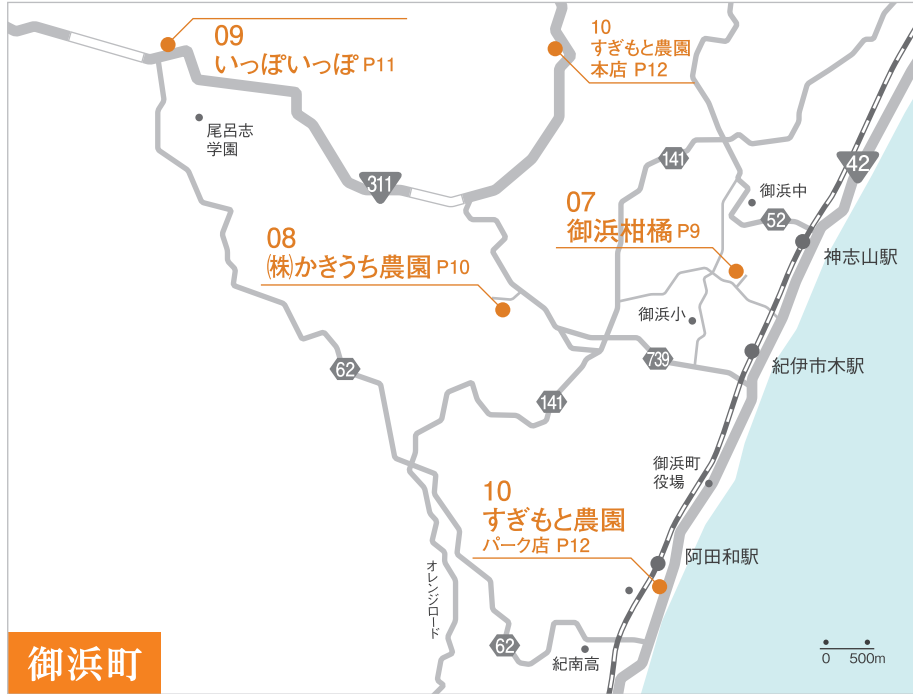 09
いっぽいっぽ P11
10
すぎもと農園
本店 P12
尾呂志
学園
311
141
42
御浜中
52
07
御浜柑橘 P9
神志山駅
08
㈱かきうち農園 P10
御浜小
739
紀伊市木駅
62
141
御浜町
役場
10
すぎもと農園
パーク店 P12
阿田和駅
オレンジロード
62
紀南高
0 500m
御浜町